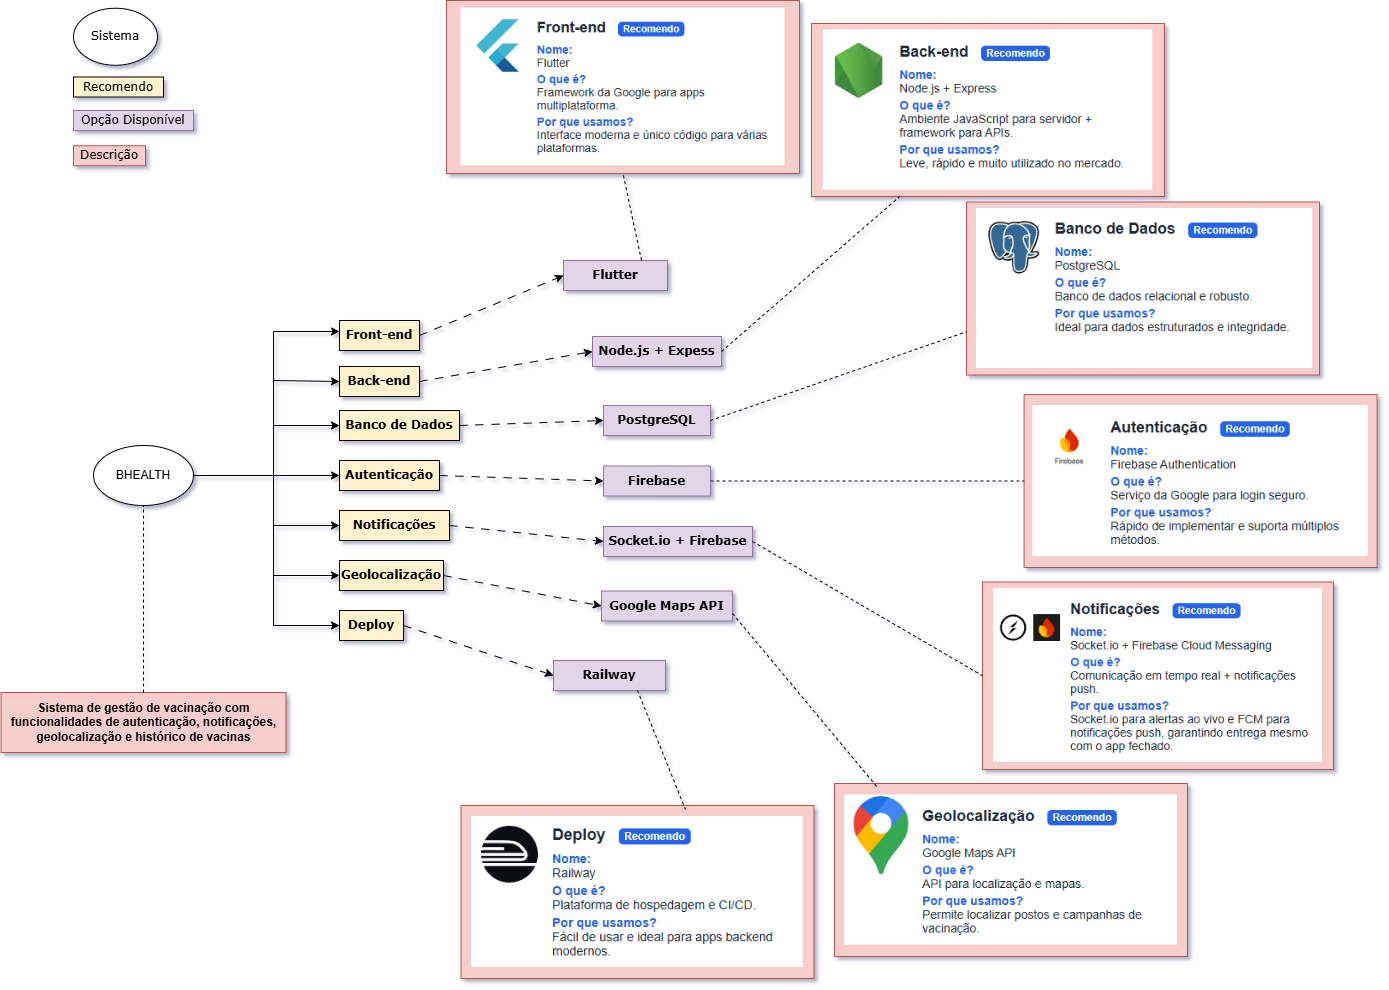 Sistema
Recomendo
Opção Disponível
Descrição
Front-end Recomendo
Nome:
Flutter
O que é?
Framework da Google para apps
multiplataforma.
Por que usamos?
Interface moderna e único código para várias
plataformas.
Back-end Recomendo
Nome:
Node.js + Express
O que é?
Ambiente JavaScript para servidor +
framework para APIs.
Por que usamos?
Leve, rápido e muito utilizado no mercado.
Banco de Dados Recomendo
Nome:
PostgreSQL
O que é?
Banco de dados relacional e robusto.
Por que usamos?
Ideal para dados estruturados e integridade.
Flutter
Front-end
Node.js + Expess
Back-end
Banco de Dados
PostgreSQL
BHEALTH
Autenticação
Firebase
Firebase
Autenticação Recomendo
Nome:
Firebase Authentication
O que é?
Serviço da Google para login seguro.
Por que usamos?
Rápido de implementar e suporta múltiplos
métodos.
Notificações
Socket.io + Firebase
Geolocalização
Google Maps API
Deploy
Railway
Notificações Recomendo
Nome:
Socket.io + Firebase Cloud Messaging
O que é?
Comunicação em tempo real + notificações
push.
Por que usamos?
Socket.io para alertas ao vivo e FCM para
notificações push, garantindo entrega mesmo
com o app fechado.
Sistema de gestão de vacinação com
funcionalidades de autenticação, notificações,
geolocalização e histórico de vacinas
Deploy Recomendo
Nome:
Railway
O que é?
Plataforma de hospedagem e CI/CD.
Por que usamos?
Fácil de usar e ideal para apps backend
modernos.
Geolocalização Recomendo
Nome:
Google Maps API
O que é?
API para localização e mapas.
Por que usamos?
Permite localizar postos e campanhas de
vacinação.